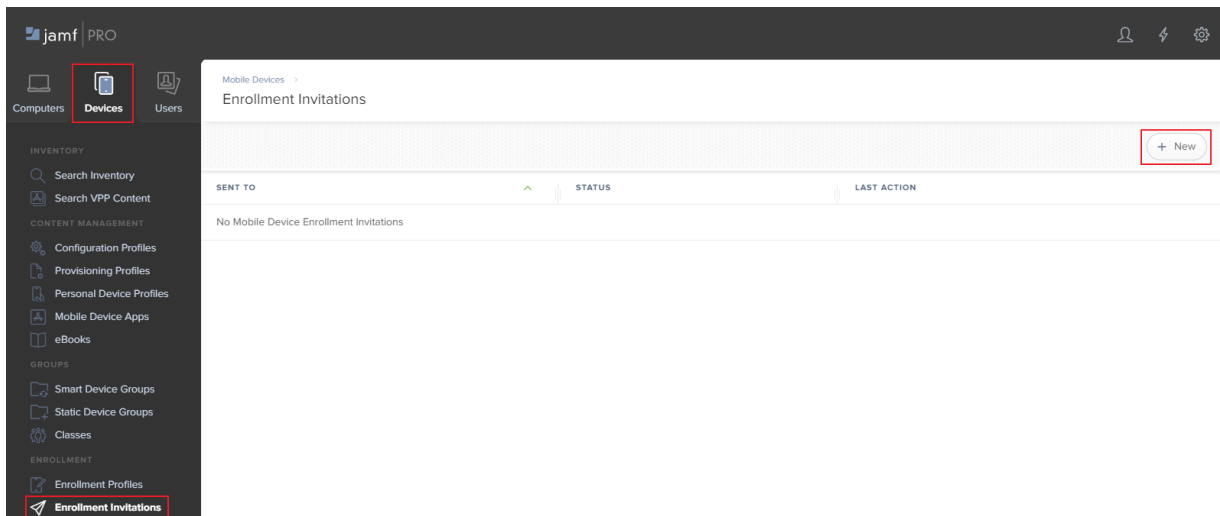 jamf PRO
Computers Devices Users
Mobile Devices >
Enrollment Invitations
+ New
INVENTORY
Search Inventory
Search VPP Content
CONTENT MANAGEMENT
Configuration Profiles
Provisioning Profiles
Personal Device Profiles
Mobile Device Apps
eBooks
GROUPS
Smart Device Groups
Static Device Groups
Classes
ENROLLMENT
Enrollment Profiles
Enrollment Invitations
SENT TO STATUS LAST ACTION
No Mobile Device Enrollment Invitations